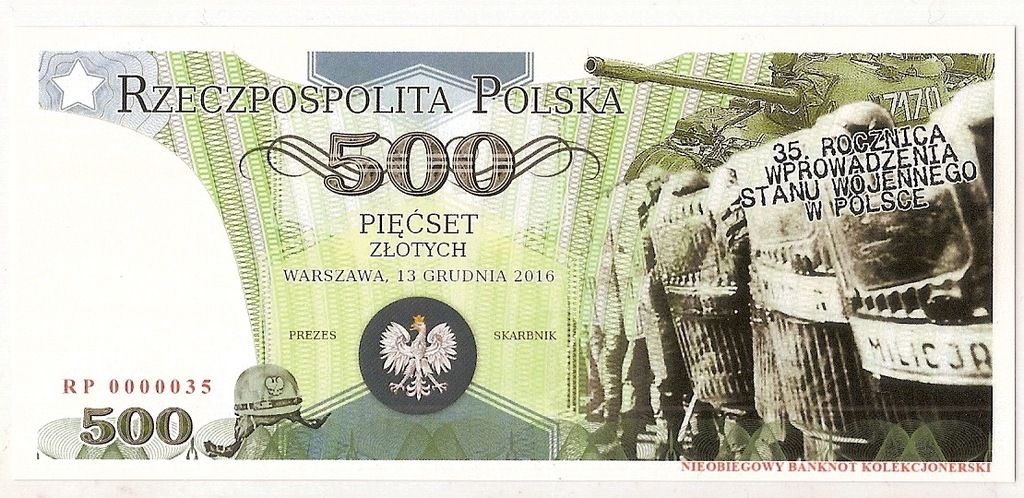 RZECZPOSPOLITA POLSKA
500
PIĘĆSET
ZŁOTYCH
WARSZAWA, 13 GRUDNIA 2016
PREZES SKARBNIK
RP 0000035
500
7170
35. ROCZNICA
WPROWADZENIA
STANU WOJENNEGO
W POLSCE
MILICJA
NIEOBIEGOWY BANKNOT KOLEKCJONERSKI